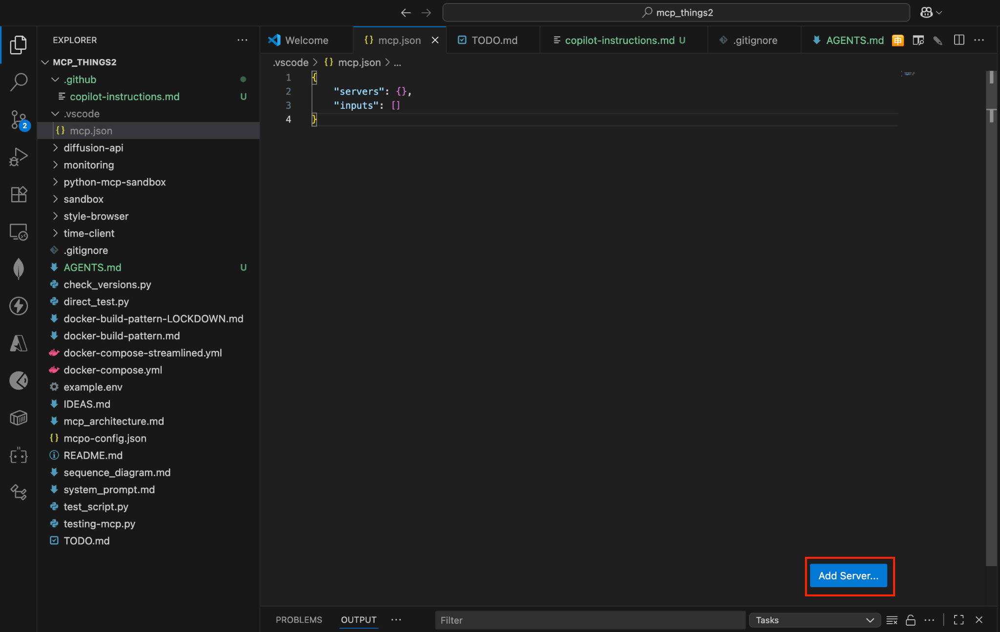 mcp_things2
EXPLORER
MCP_THINGS2
.github
copilot-instructions.md U
.vscode
mcp.json
diffusion-api
monitoring
python-mcp-sandbox
sandbox
style-browser
time-client
.gitignore
AGENTS.md U
check_versions.py
direct_test.py
docker-build-pattern-LOCKDOWN.md
docker-build-pattern.md
docker-compose-streamlined.yml
docker-compose.yml
example.env
IDEAS.md
mcp_architecture.md
mcpo-config.json
README.md
sequence_diagram.md
system_prompt.md
test_script.py
testing-mcp.py
TODO.md
2
Welcome {} mcp.json TODO.md copilot-instructions.md U .gitignore AGENTS.md 申
.vscode > {} mcp.json > ...
1 {
2 "servers": {},
3 "inputs": []
4 }
Add Server...
PROBLEMS OUTPUT Filter Tasks